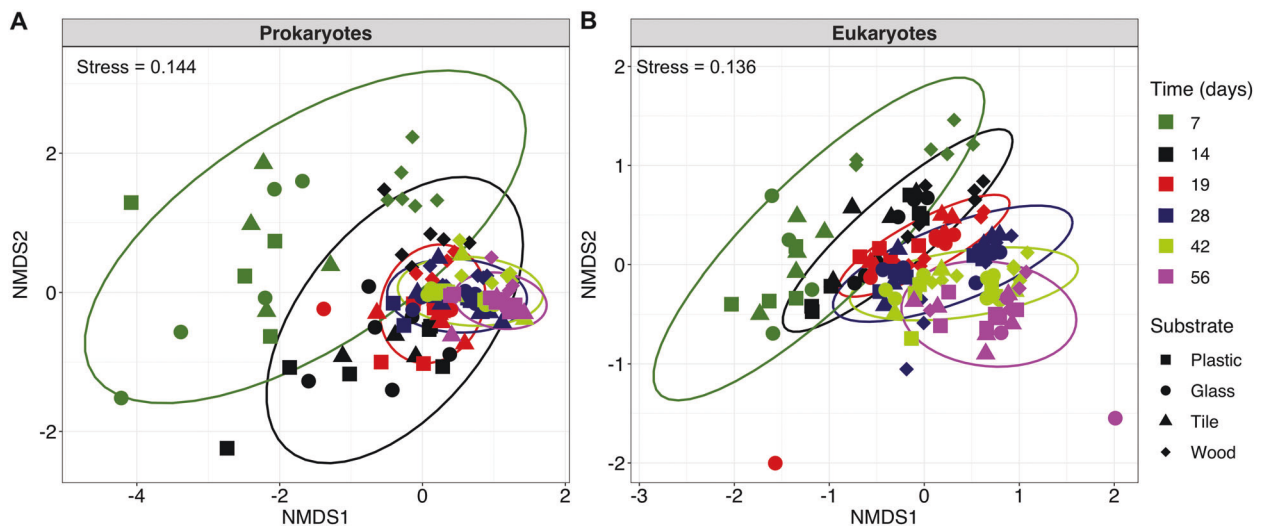 A
Prokaryotes
Stress = 0.144
2
0
-2
NMDS2
-4
-2
0
2
NMDS1
B
Eukaryotes
Stress = 0.136
2
1
0
-1
-2
NMDS2
-3
-2
-1
0
1
2
NMDS1
Time (days)
7
14
19
28
42
56
Substrate
Plastic
Glass
Tile
Wood